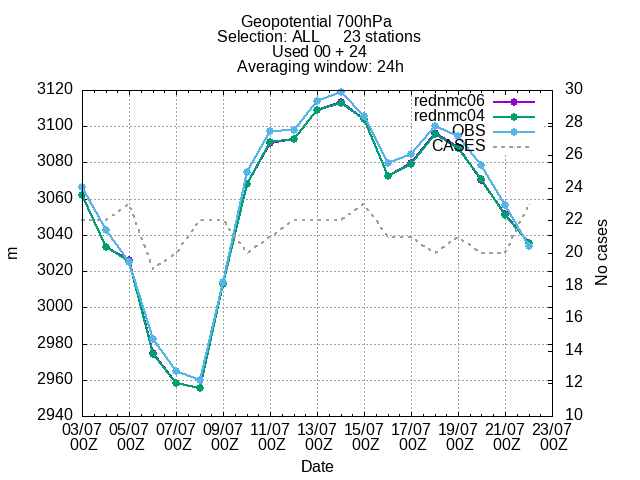 Geopotential 700hPa
Selection: ALL 23 stations
Used 00 + 24
Averaging window: 24h
rednmc06
rednmc04
OBS
CASES
3120
3100
3080
3060
3040
3020
3000
2980
2960
2940
m
30
28
26
24
22
20
18
16
14
12
10
No cases
03/07 05/07 07/07 09/07 11/07 13/07 15/07 17/07 19/07 21/07 23/07
00Z 00Z 00Z 00Z 00Z 00Z 00Z 00Z 00Z 00Z 00Z
Date